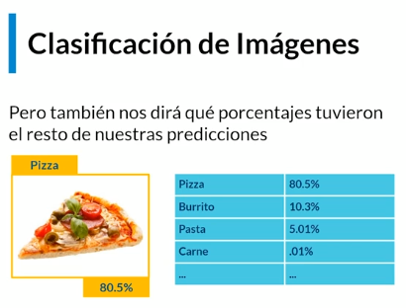 Clasificación de Imágenes
Pero también nos dirá qué porcentajes tuvieron
el resto de nuestras predicciones
Pizza
80.5%
Pizza 80.5%
Burrito 10.3%
Pasta 5.01%
Carne .01%
... ...